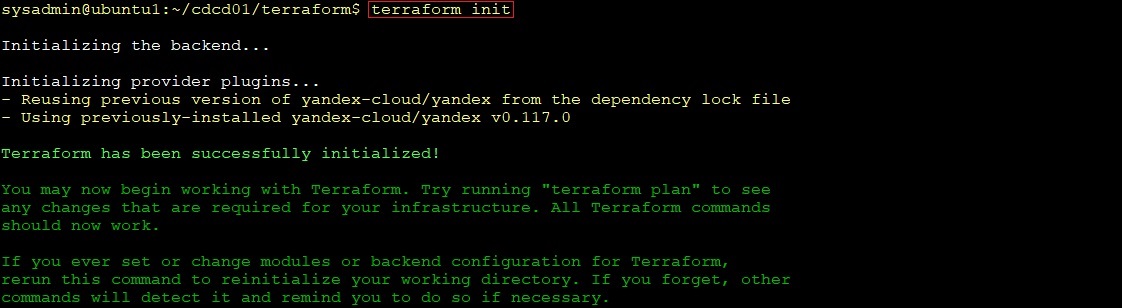 sysadmin@ubuntu1:~/cdcd01/terraform$ terraform init
Initializing the backend...
Initializing provider plugins...
- Reusing previous version of yandex-cloud/yandex from the dependency lock file
- Using previously-installed yandex-cloud/yandex v0.117.0
Terraform has been successfully initialized!
You may now begin working with Terraform. Try running "terraform plan" to see
any changes that are required for your infrastructure. All Terraform commands
should now work.
If you ever set or change modules or backend configuration for Terraform,
rerun this command to reinitialize your working directory. If you forget, other
commands will detect it and remind you to do so if necessary.